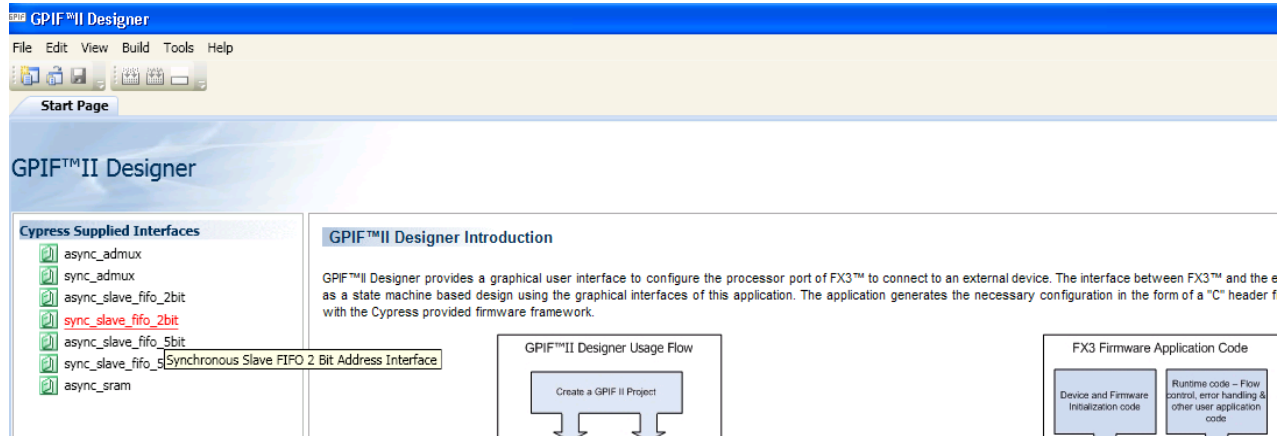 GPIF GPIF™II Designer
File Edit View Build Tools Help
Start Page
GPIF™II Designer
Cypress Supplied Interfaces
async_admux
sync_admux
async_slave_fifo_2bit
sync_slave_fifo_2bit
async_slave_fifo_5bit
sync_slave_fifo_5
Synchronous Slave FIFO 2 Bit Address Interface
async_sram
GPIF™II Designer Introduction
GPIF™II Designer provides a graphical user interface to configure the processor port of FX3™ to connect to an external device. The interface between FX3™ and the e
as a state machine based design using the graphical interfaces of this application. The application generates the necessary configuration in the form of a "C" header f
with the Cypress provided firmware framework.
GPIF™II Designer Usage Flow
Create a GPIF II Project
FX3 Firmware Application Code
Device and Firmware
Initialization code
Runtime code – Flow
control, error handling &
other user application
code